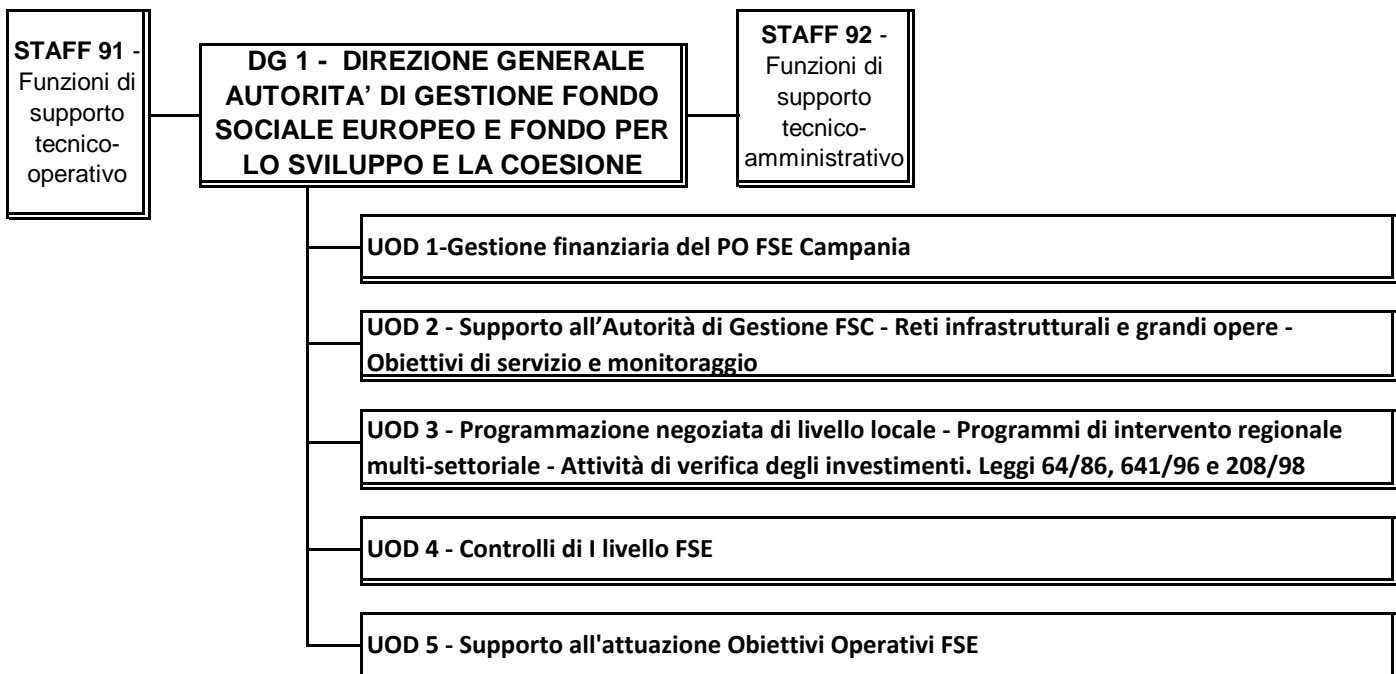 STAFF 91 -
Funzioni di
supporto
tecnico-
operativo
DG 1 - DIREZIONE GENERALE
AUTORITA’ DI GESTIONE FONDO
SOCIALE EUROPEO E FONDO PER
LO SVILUPPO E LA COESIONE
STAFF 92 -
Funzioni di
supporto
tecnico-
amministrativo
UOD 1-Gestione finanziaria del PO FSE Campania
UOD 2 - Supporto all’Autorità di Gestione FSC - Reti infrastrutturali e grandi opere -
Obiettivi di servizio e monitoraggio
UOD 3 - Programmazione negoziata di livello locale - Programmi di intervento regionale
multi-settoriale - Attività di verifica degli investimenti. Leggi 64/86, 641/96 e 208/98
UOD 4 - Controlli di I livello FSE
UOD 5 - Supporto all'attuazione Obiettivi Operativi FSE